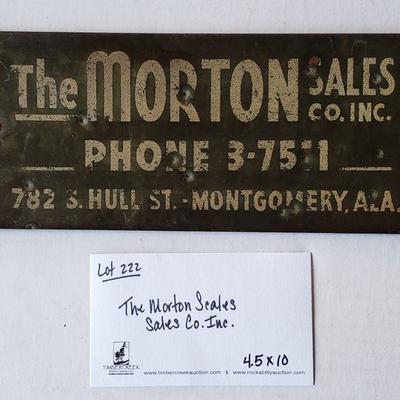 The MORTON SALES CO. INC.
PHONE 3-7511
782 S. HULL ST. - MONTGOMERY, ALA.
Lot 222
The Morton Scales
Sales Co. Inc.
TIMBERCREEK
www.timbercreekauction.com & www.rockabillyauction.com
4.5 x 10